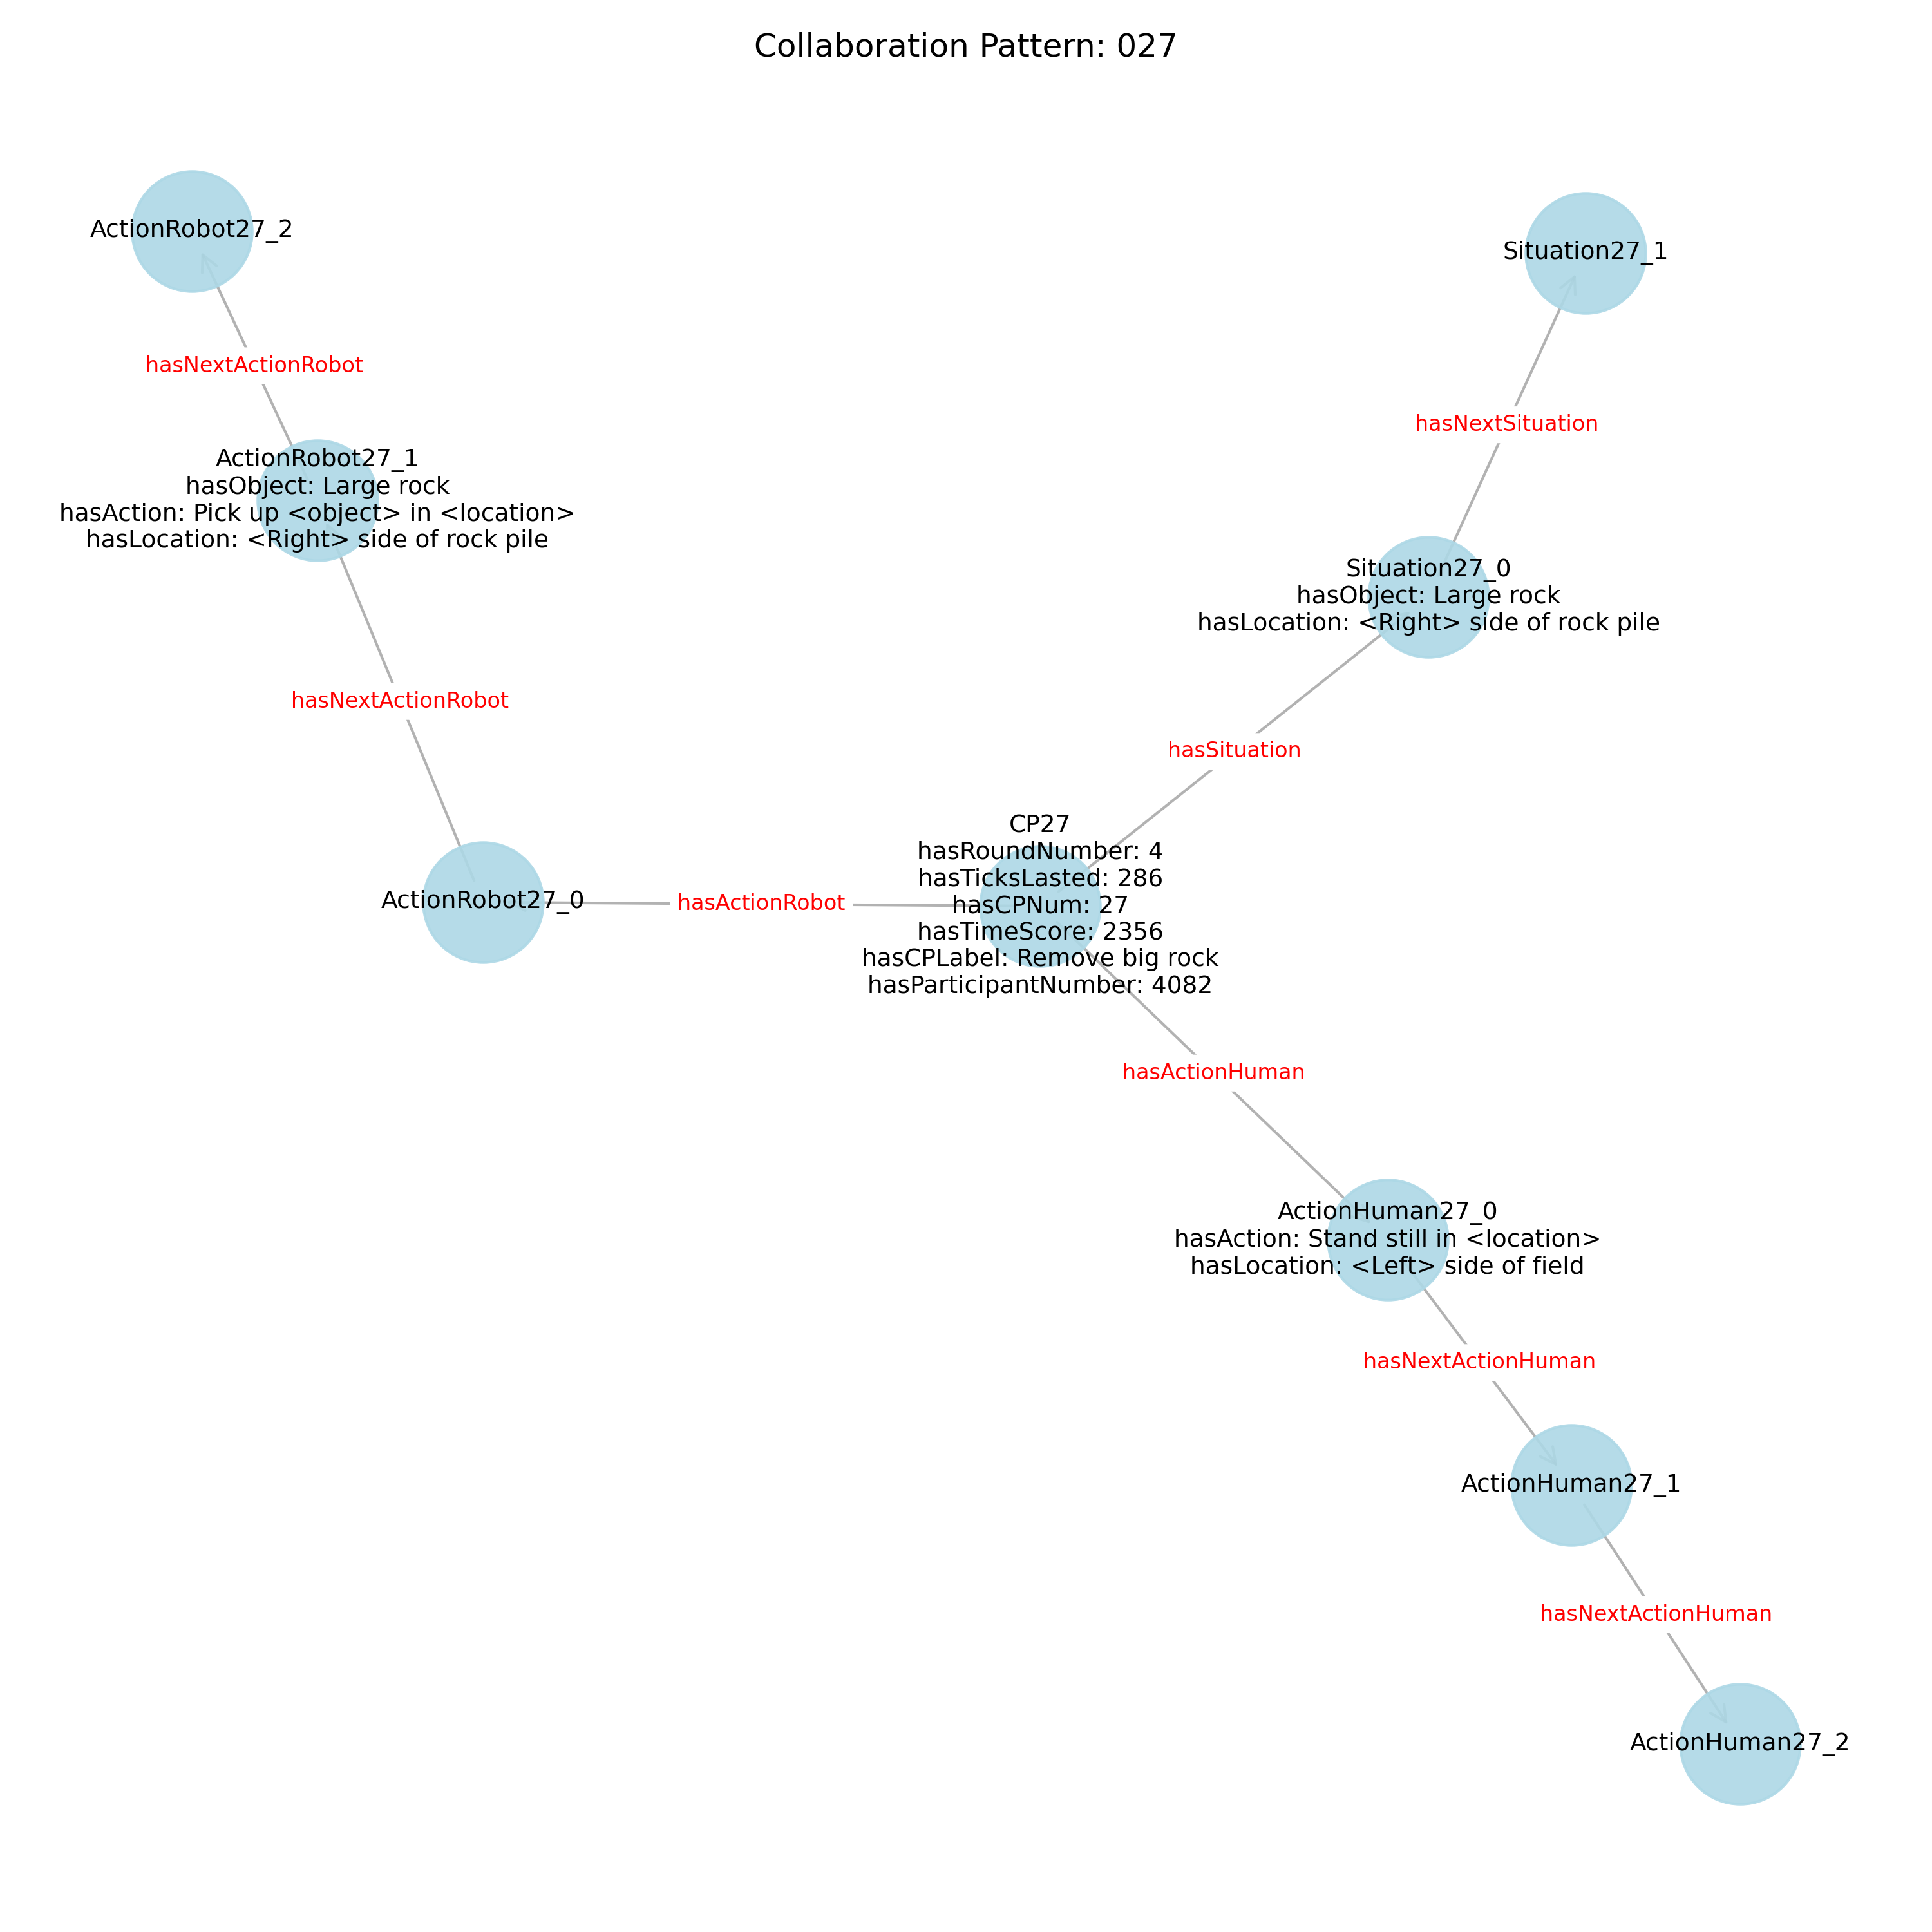 Collaboration Pattern: 027
ActionRobot27_2
Situation27_1
hasNextActionRobot
hasNextSituation
ActionRobot27_1
hasObject: Large rock
hasAction: Pick up <object> in <location>
hasLocation: <Right> side of rock pile
Situation27_0
hasObject: Large rock
hasLocation: <Right> side of rock pile
hasNextActionRobot
hasSituation
CP27
hasRoundNumber: 4
hasTicksLasted: 286
hasCPNum: 27
hasTimeScore: 2356
hasCPLabel: Remove big rock
hasParticipantNumber: 4082
ActionRobot27_0
hasActionRobot
hasActionHuman
ActionHuman27_0
hasAction: Stand still in <location>
hasLocation: <Left> side of field
hasNextActionHuman
ActionHuman27_1
hasNextActionHuman
ActionHuman27_2